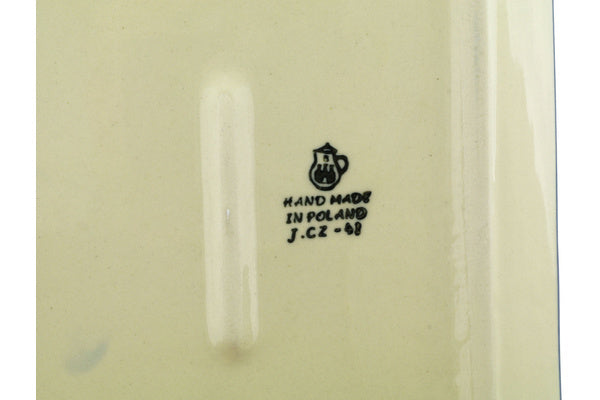 HAND MADE
IN POLAND
J.CZ - 48